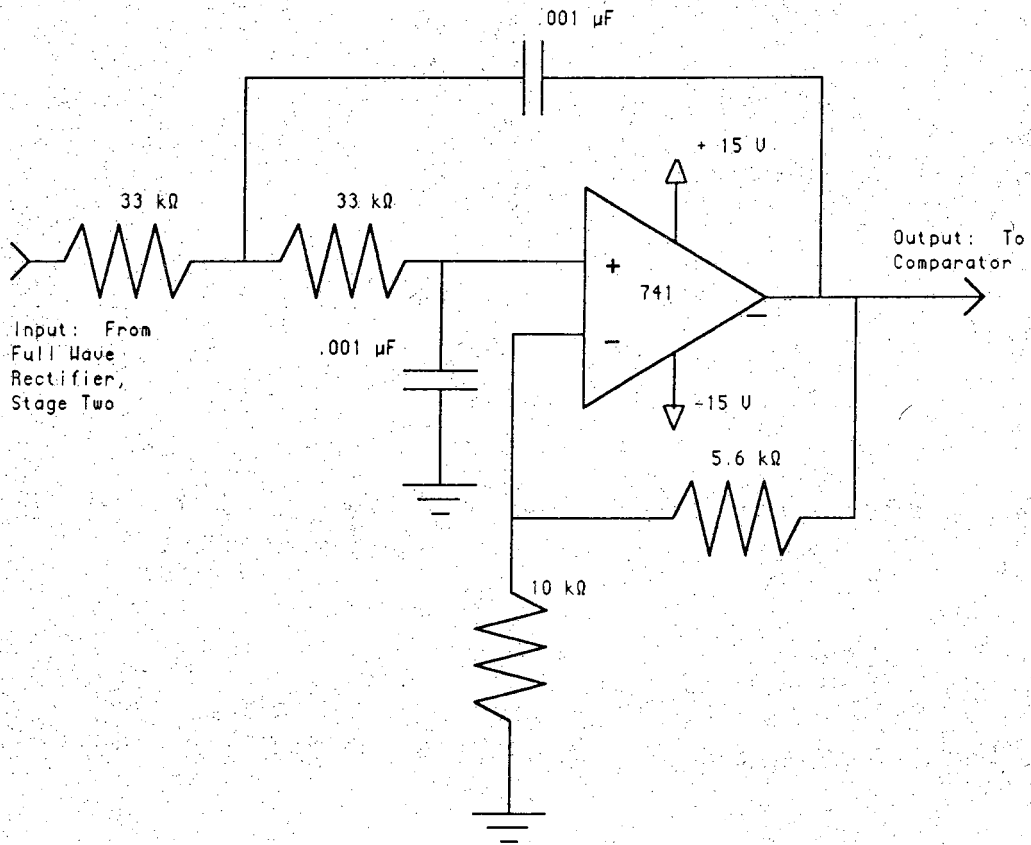 .001 µF
+ 15 V
33 kΩ
33 kΩ
Output: To
Comparator
+
741
Input: From
Full Wave
Rectifier,
Stage Two
.001 µF
−
-15 V
5.6 kΩ
10 kΩ